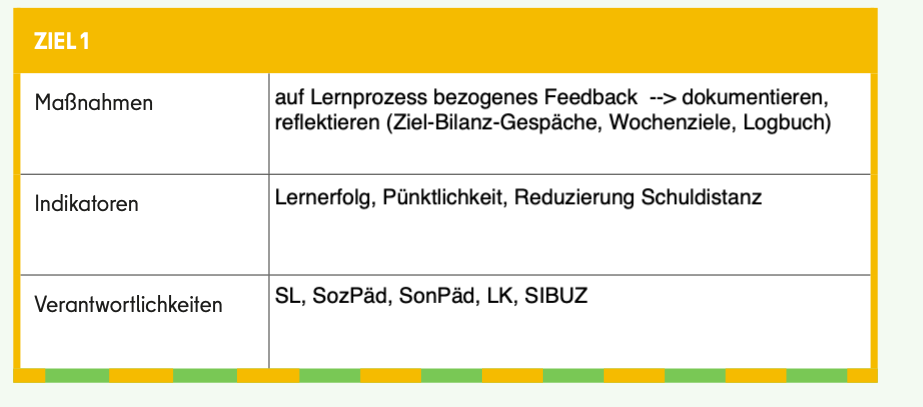 ZIEL 1
Maßnahmen
auf Lernprozess bezogenes Feedback --> dokumentieren,
reflektieren (Ziel-Bilanz-Gespäche, Wochenziele, Logbuch)
Indikatoren
Lernerfolg, Pünktlichkeit, Reduzierung Schuldistanz
Verantwortlichkeiten
SL, SozPäd, SonPäd, LK, SIBUZ